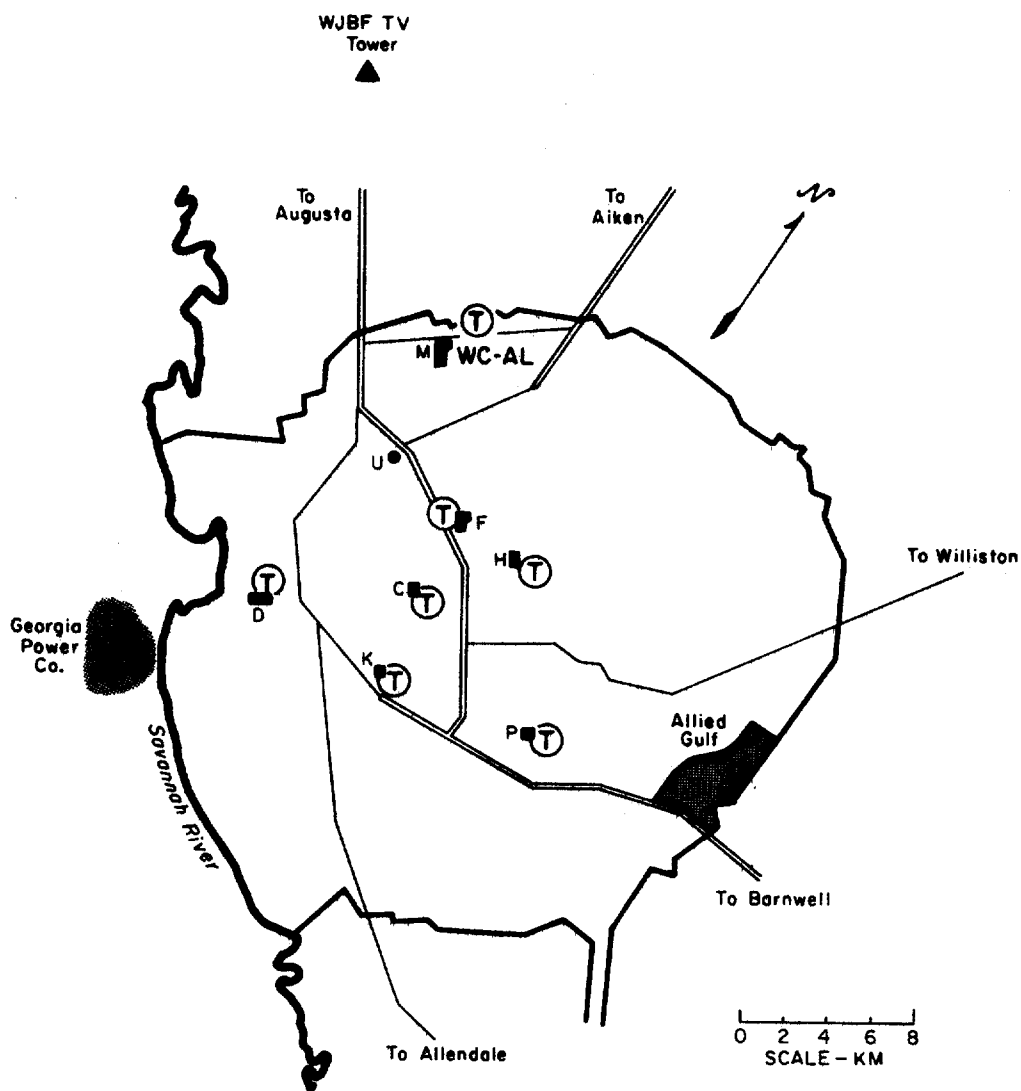 WJBF TV
Tower
To
Augusta
To
Aiken
N
T
M
WC-AL
U
T
F
H
T
To Williston
T
D
C
T
Georgia
Power
Co.
K
T
Allied
Gulf
P
T
Savannah River
To Barnwell
To Allendale
0 2 4 6 8
SCALE - KM